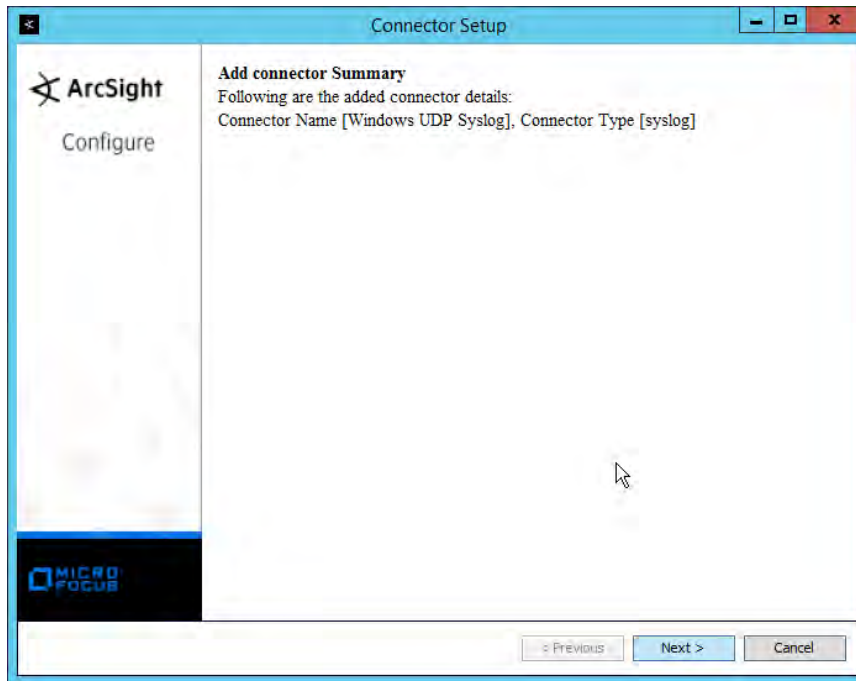 Connector Setup
ArcSight
Configure
Add connector Summary
Following are the added connector details:
Connector Name [Windows UDP Syslog], Connector Type [syslog]
MICRO
FOCUS
< Previous
Next >
Cancel